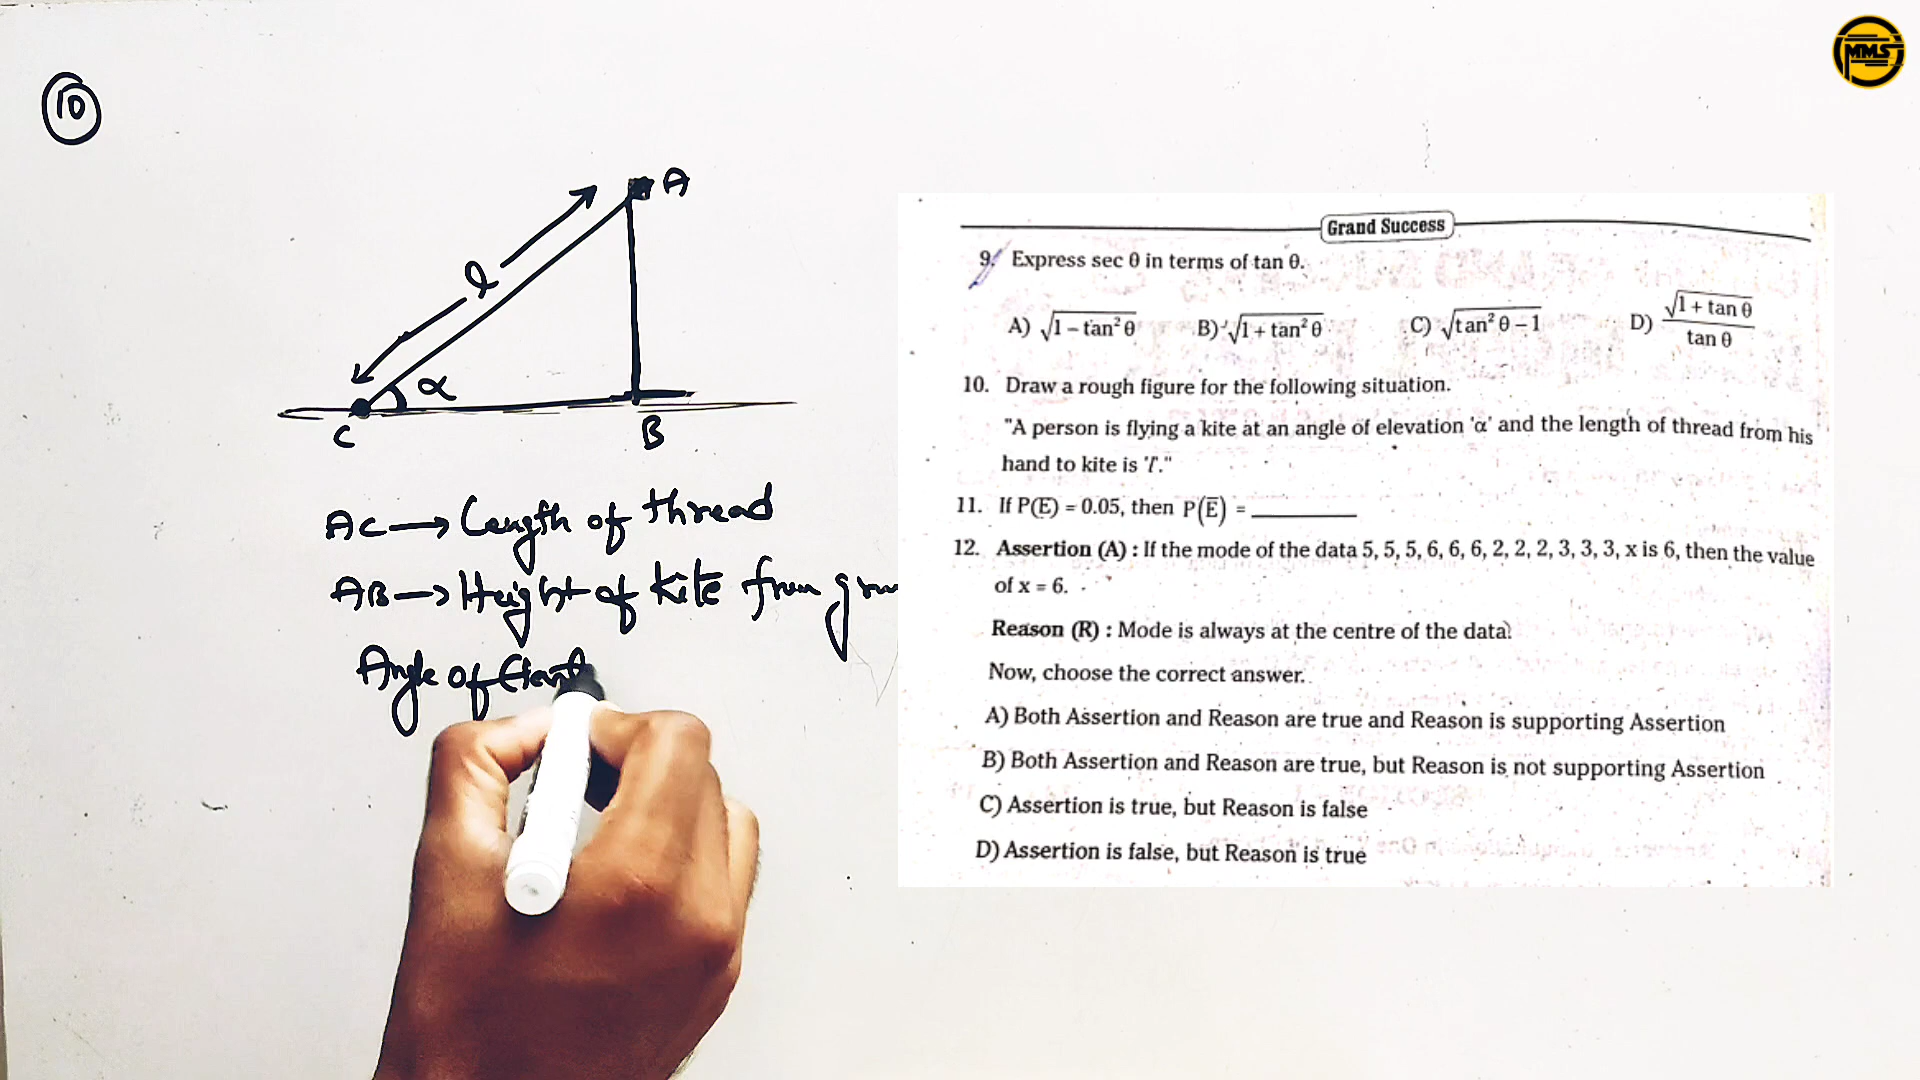 10
A
l
α
C
B
AC → Length of thread
AB → Height of kite from
Angle of
MMS
Grand Success
9. Express sec θ in terms of tan θ.
A) √1 – tan² θ B) √1 + tan² θ C) √tan² θ – 1 D) √1 + tan θ / tan θ
10. Draw a rough figure for the following situation.
"A person is flying a kite at an angle of elevation 'α' and the length of thread from his
hand to kite is 'l'."
11. If P(E) = 0.05, then P(E̅) = ________
12. Assertion (A) : If the mode of the data 5, 5, 5, 6, 6, 6, 2, 2, 2, 3, 3, 3, x is 6, then the value
of x = 6.
Reason (R) : Mode is always at the centre of the data.
Now, choose the correct answer.
A) Both Assertion and Reason are true and Reason is supporting Assertion
B) Both Assertion and Reason are true, but Reason is not supporting Assertion
C) Assertion is true, but Reason is false
D) Assertion is false, but Reason is true